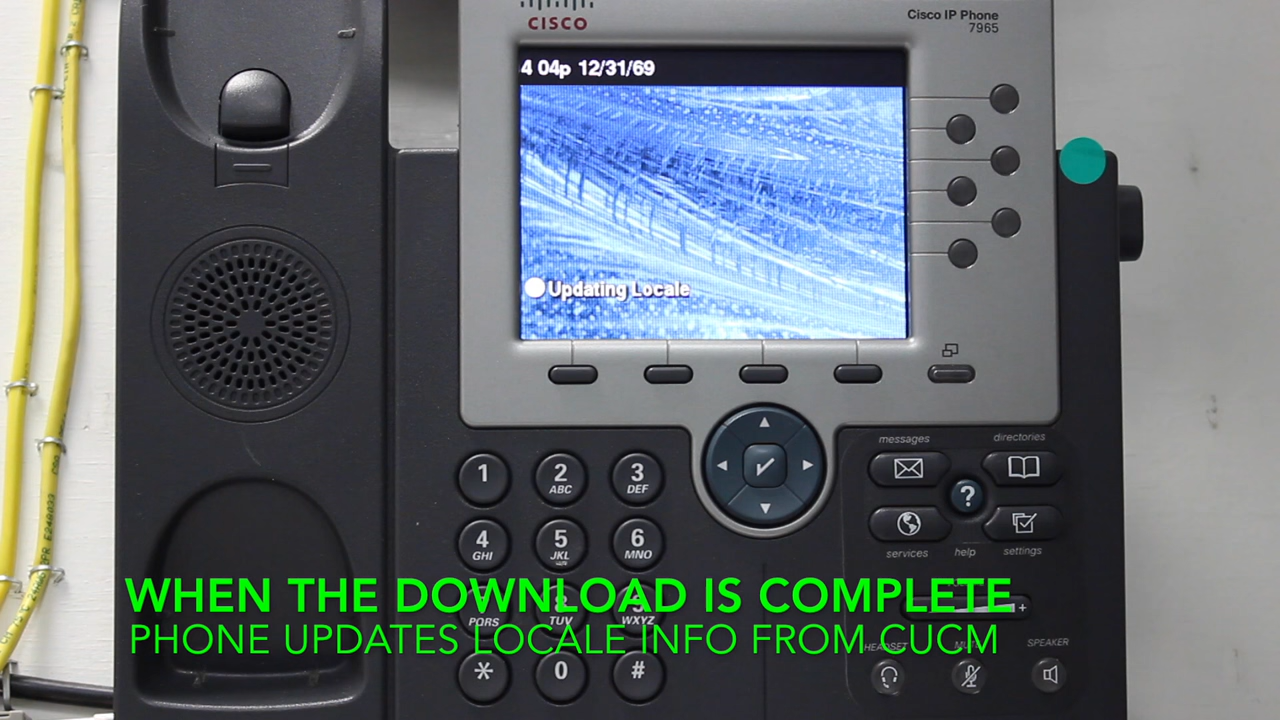 CISCO
Cisco IP Phone
7965
4 04p 12/31/69
Updating Locale
messages
directories
1
2
ABC
3
DEF
?
4
GHI
5
JKL
6
MNO
services
help
settings
WHEN THE DOWNLOAD IS COMPLETE
PQRS
TUV
WXYZ
+
PHONE UPDATES LOCALE INFO FROM CUCM
HEADSET
SPEAKER
*
0
#